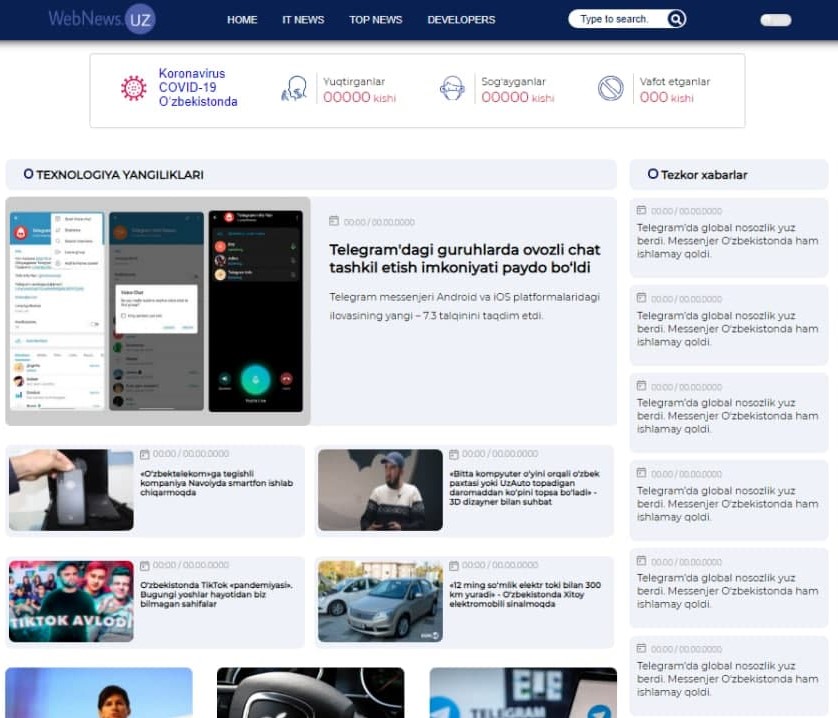 WebNews.UZ
HOME IT NEWS TOP NEWS DEVELOPERS
Type to search.
Koronavirus
COVID-19
O'zbekistonda
Yuqtirganlar
00000 kishi
Sog'ayganlar
00000 kishi
Vafot etganlar
000 kishi
TEXNOLOGIYA YANGILIKLARI
00:00 / 00.00.0000
Telegram'dagi guruhlarda ovozli chat
tashkil etish imkoniyati paydo bo'ldi
Telegram messenjeri Android va iOS platformalaridagi
ilovasining yangi – 7.3 talqinini taqdim etdi.
Voice Chat
00:00 / 00.00.0000
«O'zbektelekom»ga tegishli
kompaniya Navoiyda smartfon ishlab
chiqarmoqda
00:00 / 00.00.0000
«Bitta kompyuter o'yini orqali o'zbek
paxtasi yoki UzAuto topadigan
daromaddan ko'pini topsa bo'ladi» -
3D dizayner bilan suhbat
00:00 / 00.00.0000
O'zbekistonda TikTok «pandemiyasi».
Bugungi yoshlar hayotidan biz
bilmagan sahifalar
TIKTOK AVLODI
00:00 / 00.00.0000
«12 ming so'mlik elektr toki bilan 300
km yuradi» - O'zbekistonda Xitoy
elektromobili sinalmoqda
TELEGRAM
Tezkor xabarlar
00:00 / 00.00.0000
Telegram'da global nosozlik yuz
berdi. Messenjer O'zbekistonda ham
ishlamay qoldi.
00:00 / 00.00.0000
Telegram'da global nosozlik yuz
berdi. Messenjer O'zbekistonda ham
ishlamay qoldi.
00:00 / 00.00.0000
Telegram'da global nosozlik yuz
berdi. Messenjer O'zbekistonda ham
ishlamay qoldi.
00:00 / 00.00.0000
Telegram'da global nosozlik yuz
berdi. Messenjer O'zbekistonda ham
ishlamay qoldi.
00:00 / 00.00.0000
Telegram'da global nosozlik yuz
berdi. Messenjer O'zbekistonda ham
ishlamay qoldi.
00:00 / 00.00.0000
Telegram'da global nosozlik yuz
berdi. Messenjer O'zbekistonda ham
ishlamay qoldi.